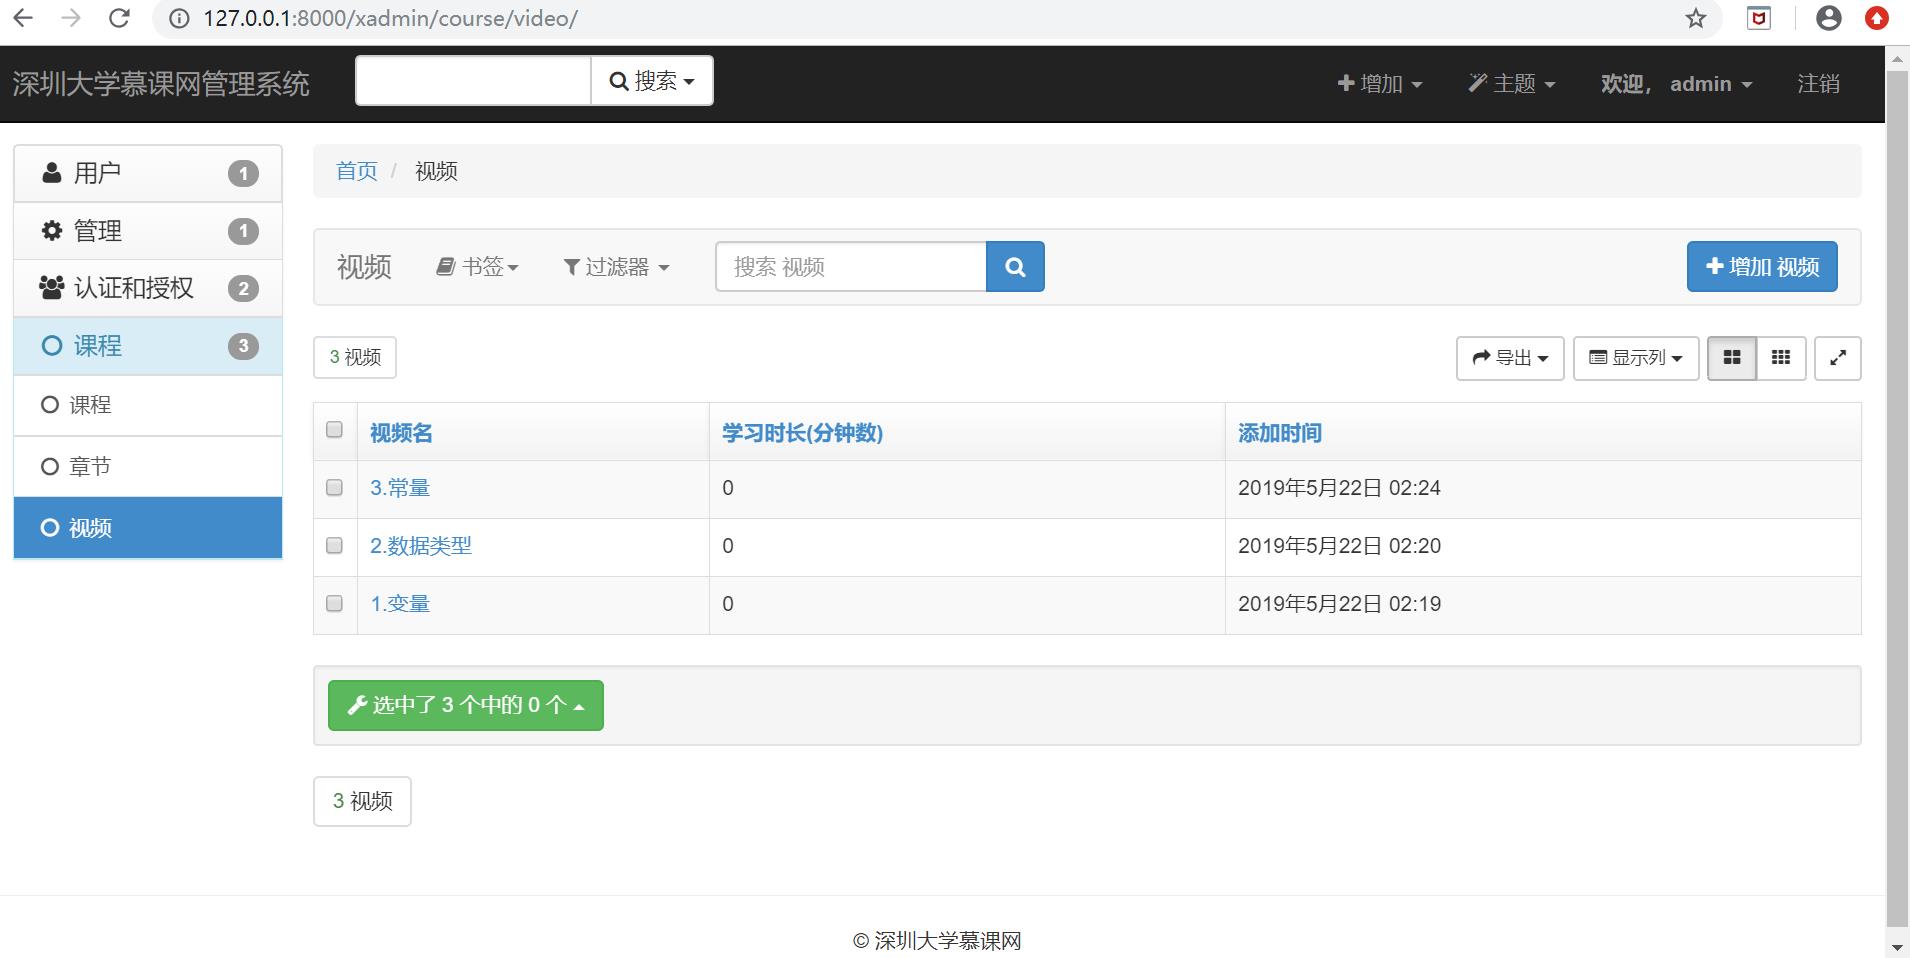 127.0.0.1:8000/xadmin/course/video/
深圳大学慕课网管理系统 搜索 增加 主题 欢迎， admin 注销
用户 1
管理 1
认证和授权 2
课程 3
课程
章节
视频
首页 / 视频
视频 书签 过滤器 搜索 视频 增加 视频
3 视频 导出 显示列
视频名 学习时长(分钟数) 添加时间
3.常量 0 2019年5月22日 02:24
2.数据类型 0 2019年5月22日 02:20
1.变量 0 2019年5月22日 02:19
选中了 3 个中的 0 个
3 视频
© 深圳大学慕课网